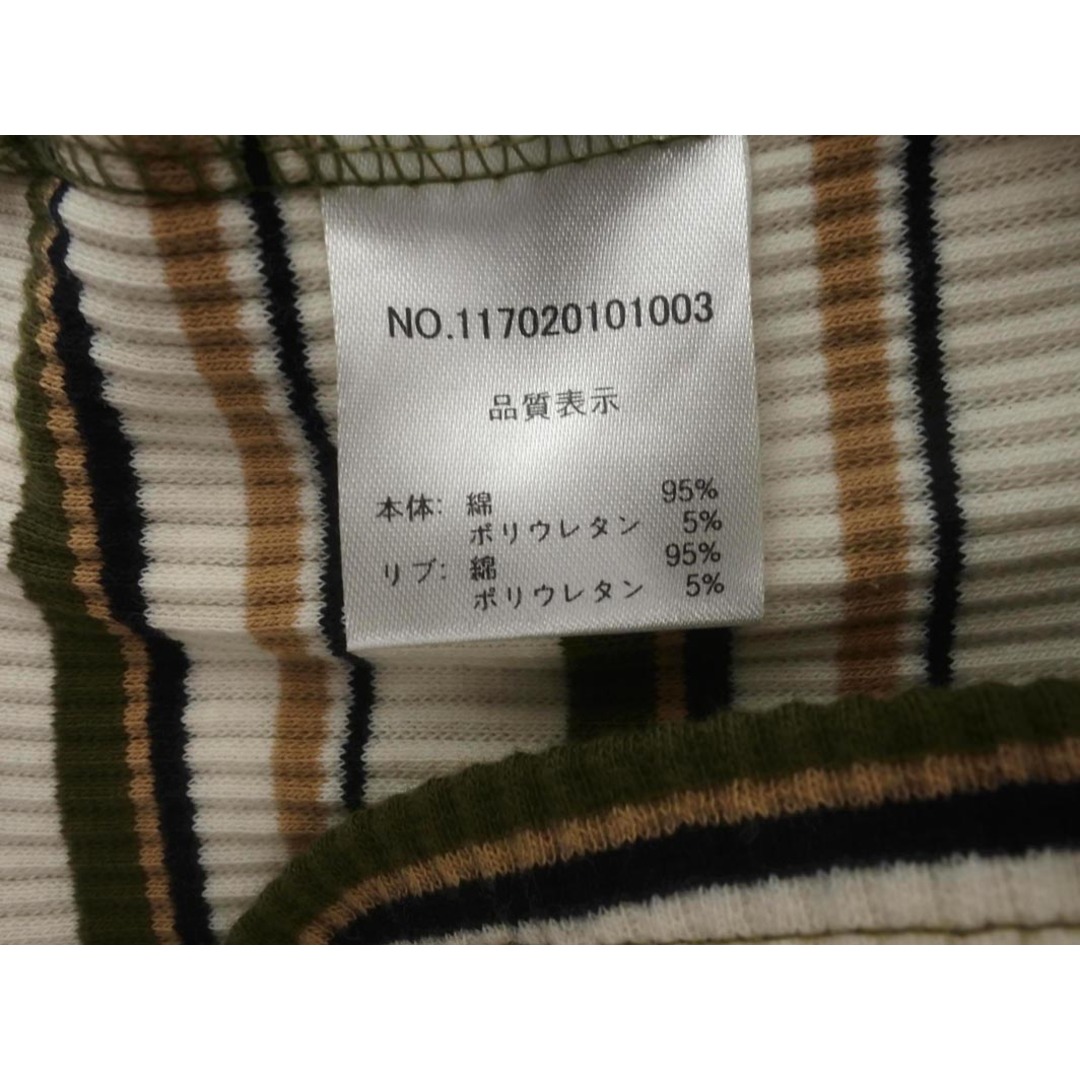 NO.117020101003
品質表示
本体: 綿 95%
ポリウレタン 5%
リブ: 綿 95%
ポリウレタン 5%